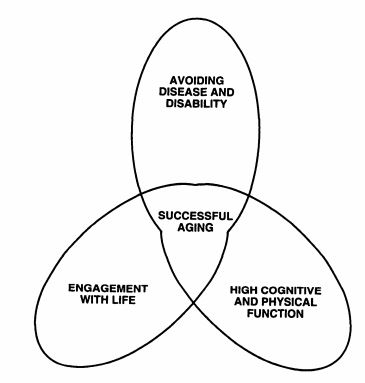 AVOIDING
DISEASE AND
DISABILITY
SUCCESSFUL
AGING
ENGAGEMENT
WITH LIFE
HIGH COGNITIVE
AND PHYSICAL
FUNCTION